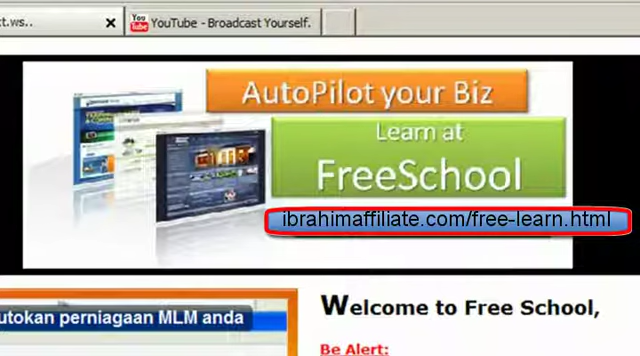 ct.ws..
YouTube - Broadcast Yourself.
AutoPilot your Biz
Learn at
FreeSchool
ibrahimaffiliate.com/free-learn.html
utokan perniagaan MLM anda
Welcome to Free School,
Be Alert: